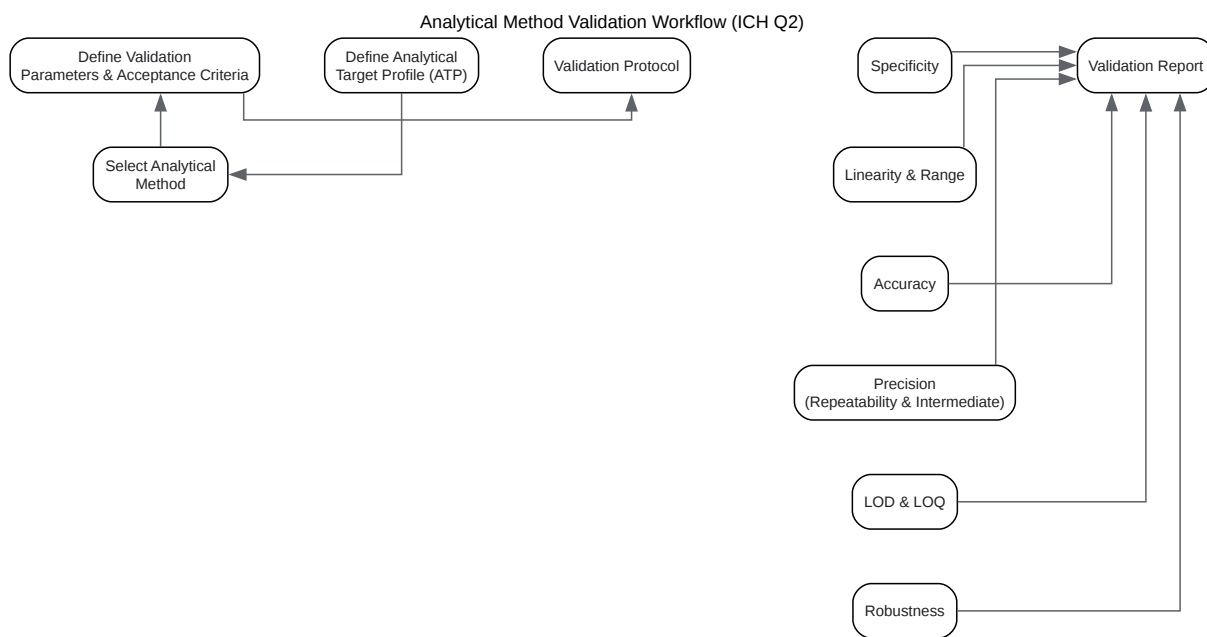 Analytical Method Validation Workflow (ICH Q2)
Define Validation
Parameters & Acceptance Criteria
Define Analytical
Target Profile (ATP)
Validation Protocol
Specificity
Validation Report
Select Analytical
Method
Linearity & Range
Accuracy
Precision
(Repeatability & Intermediate)
LOD & LOQ
Robustness